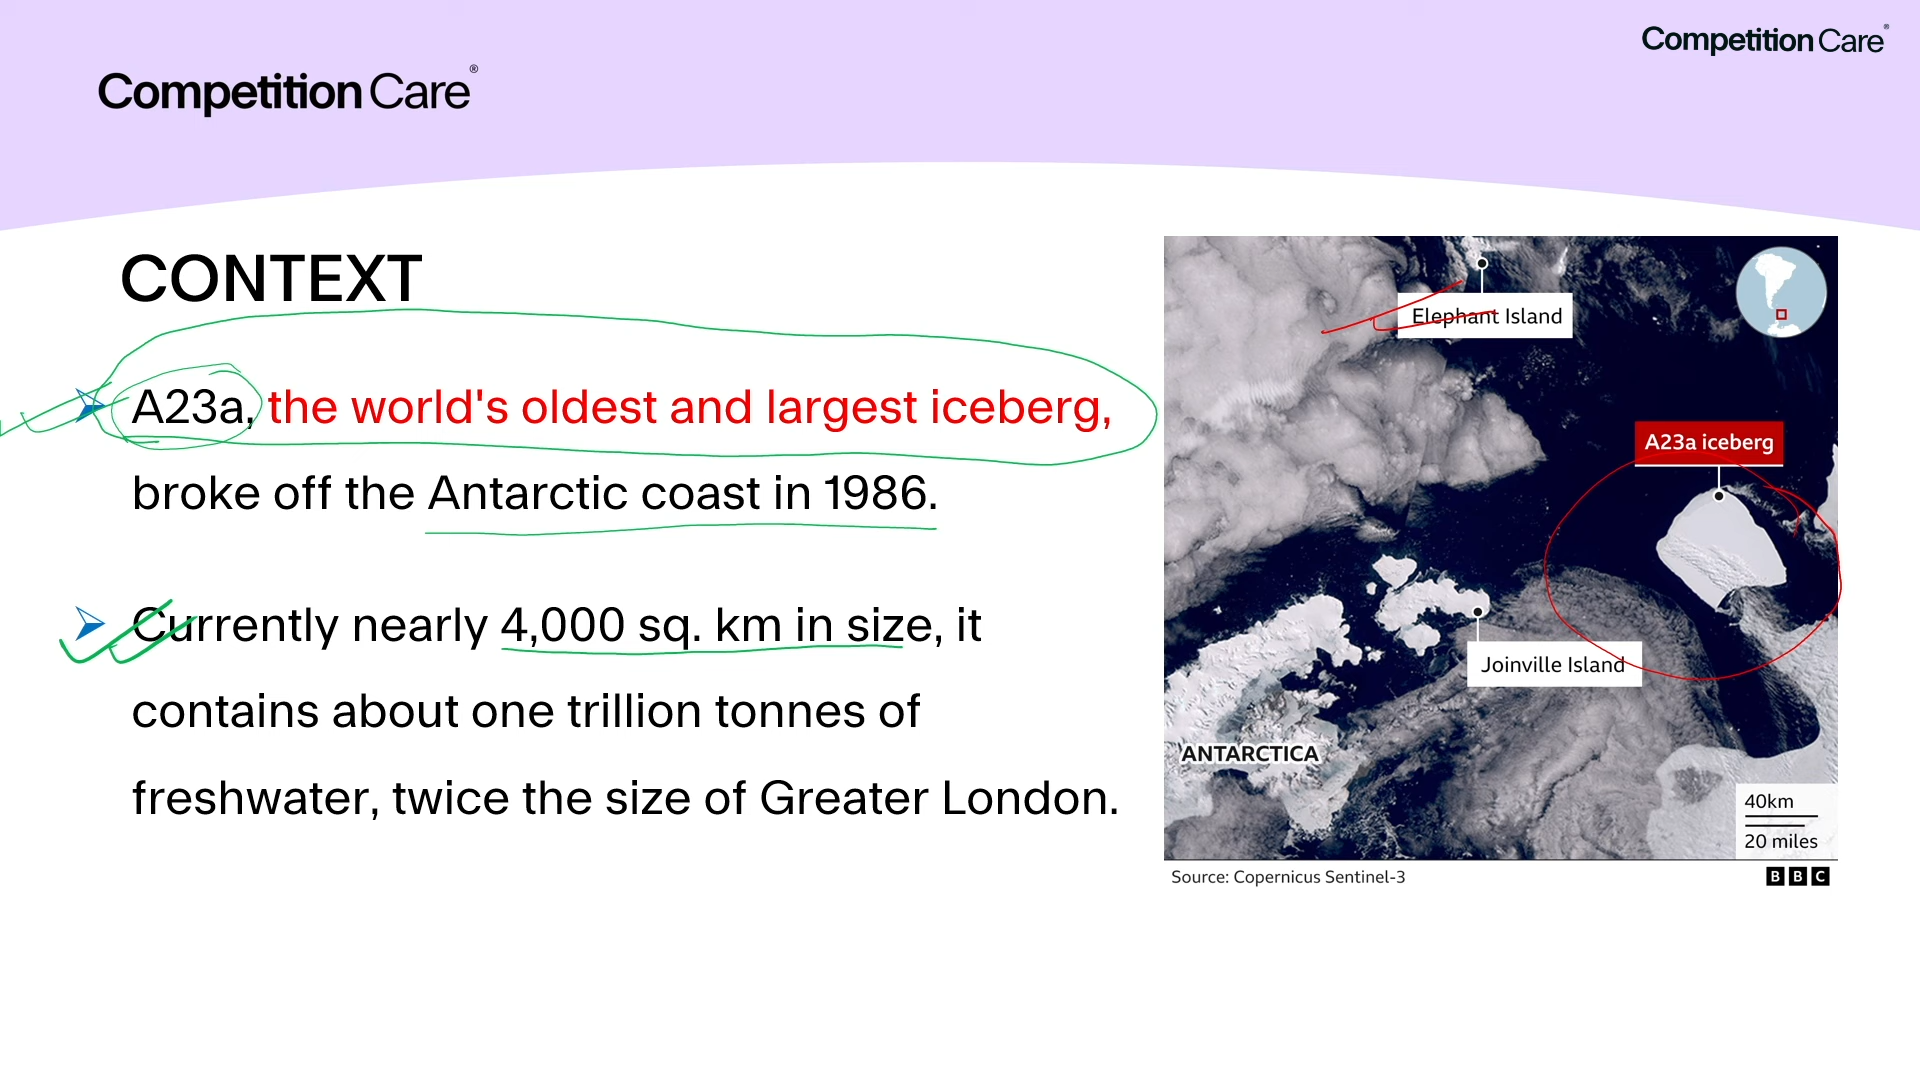 Competition Care®
Competition Care®
CONTEXT
A23a, the world's oldest and largest iceberg,
broke off the Antarctic coast in 1986.
Currently nearly 4,000 sq. km in size, it
contains about one trillion tonnes of
freshwater, twice the size of Greater London.
Elephant Island
A23a iceberg
Joinville Island
ANTARCTICA
40km
20 miles
Source: Copernicus Sentinel-3
BBC